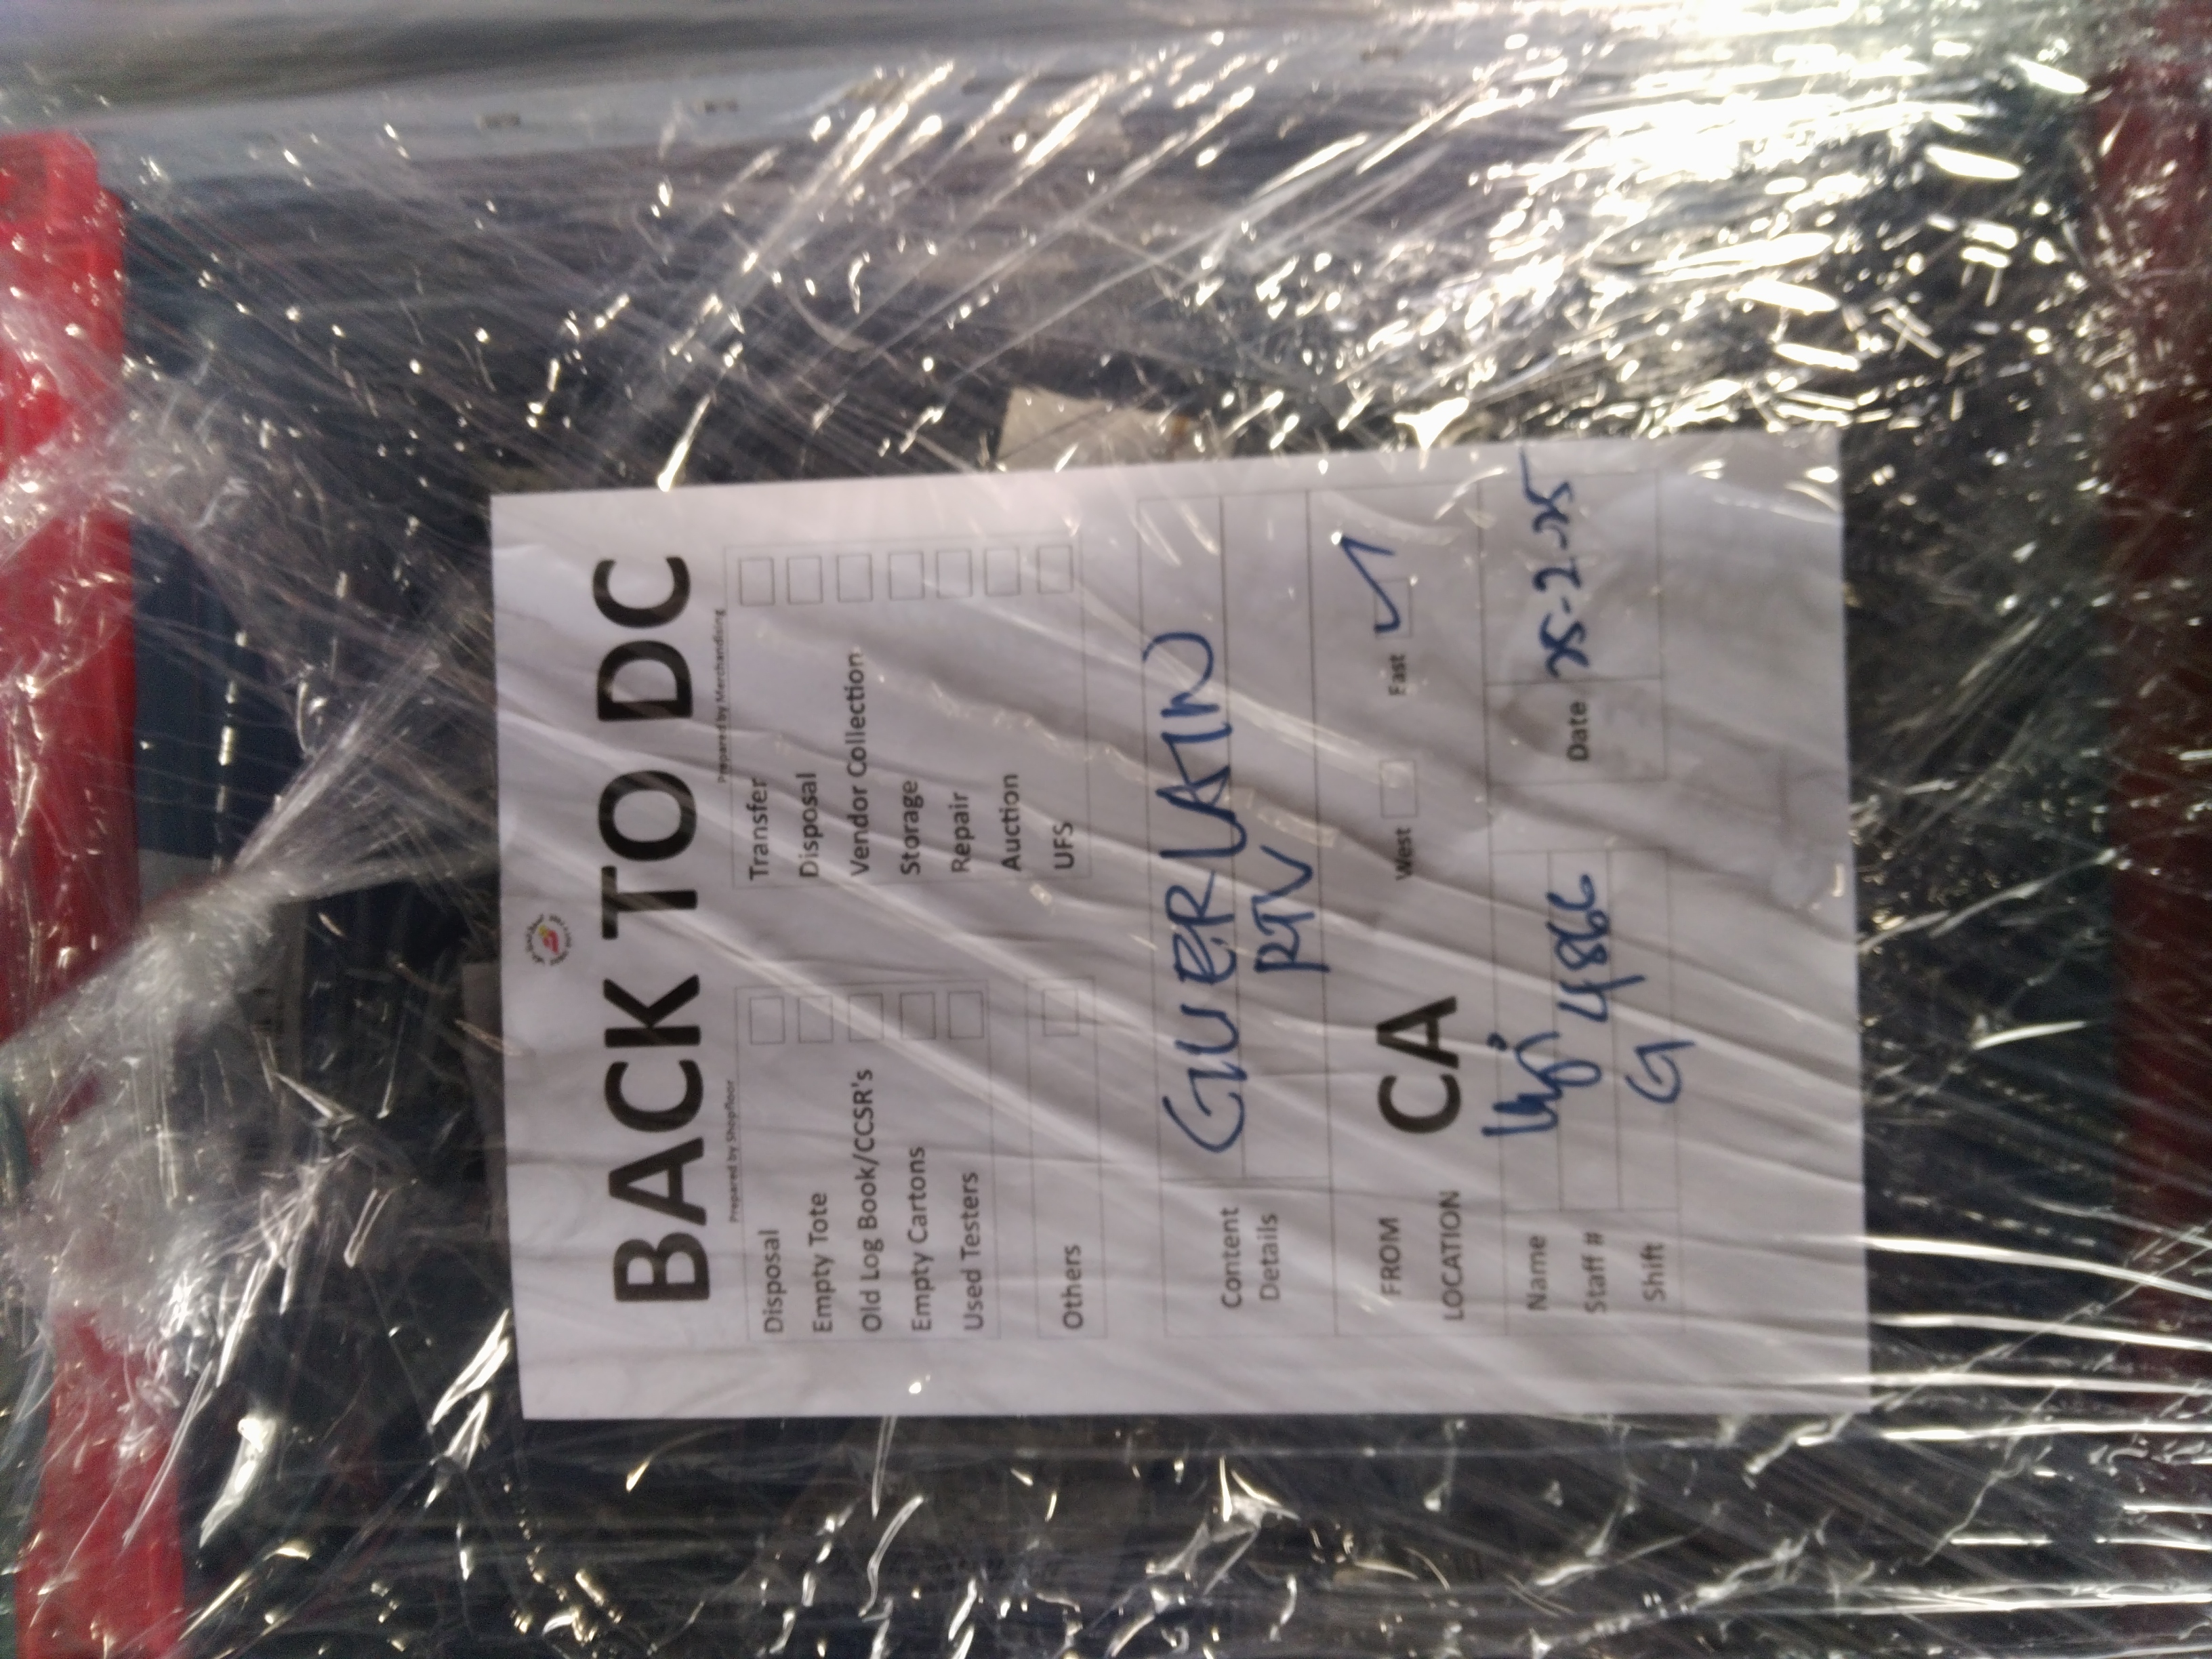 BACK TO DC
Prepared by Shopfloor
Prepared by Merchandising
Disposal
Transfer
Empty Tote
Disposal
Old Log Book/CCSR's
Vendor Collection
Empty Cartons
Storage
Used Testers
Repair
Auction
Others
UFS
Content Details
GUERLAIN
RTV
FROM LOCATION
CA
West
East
Name
Date
25-2-25
Staff #
4866
Shift
G